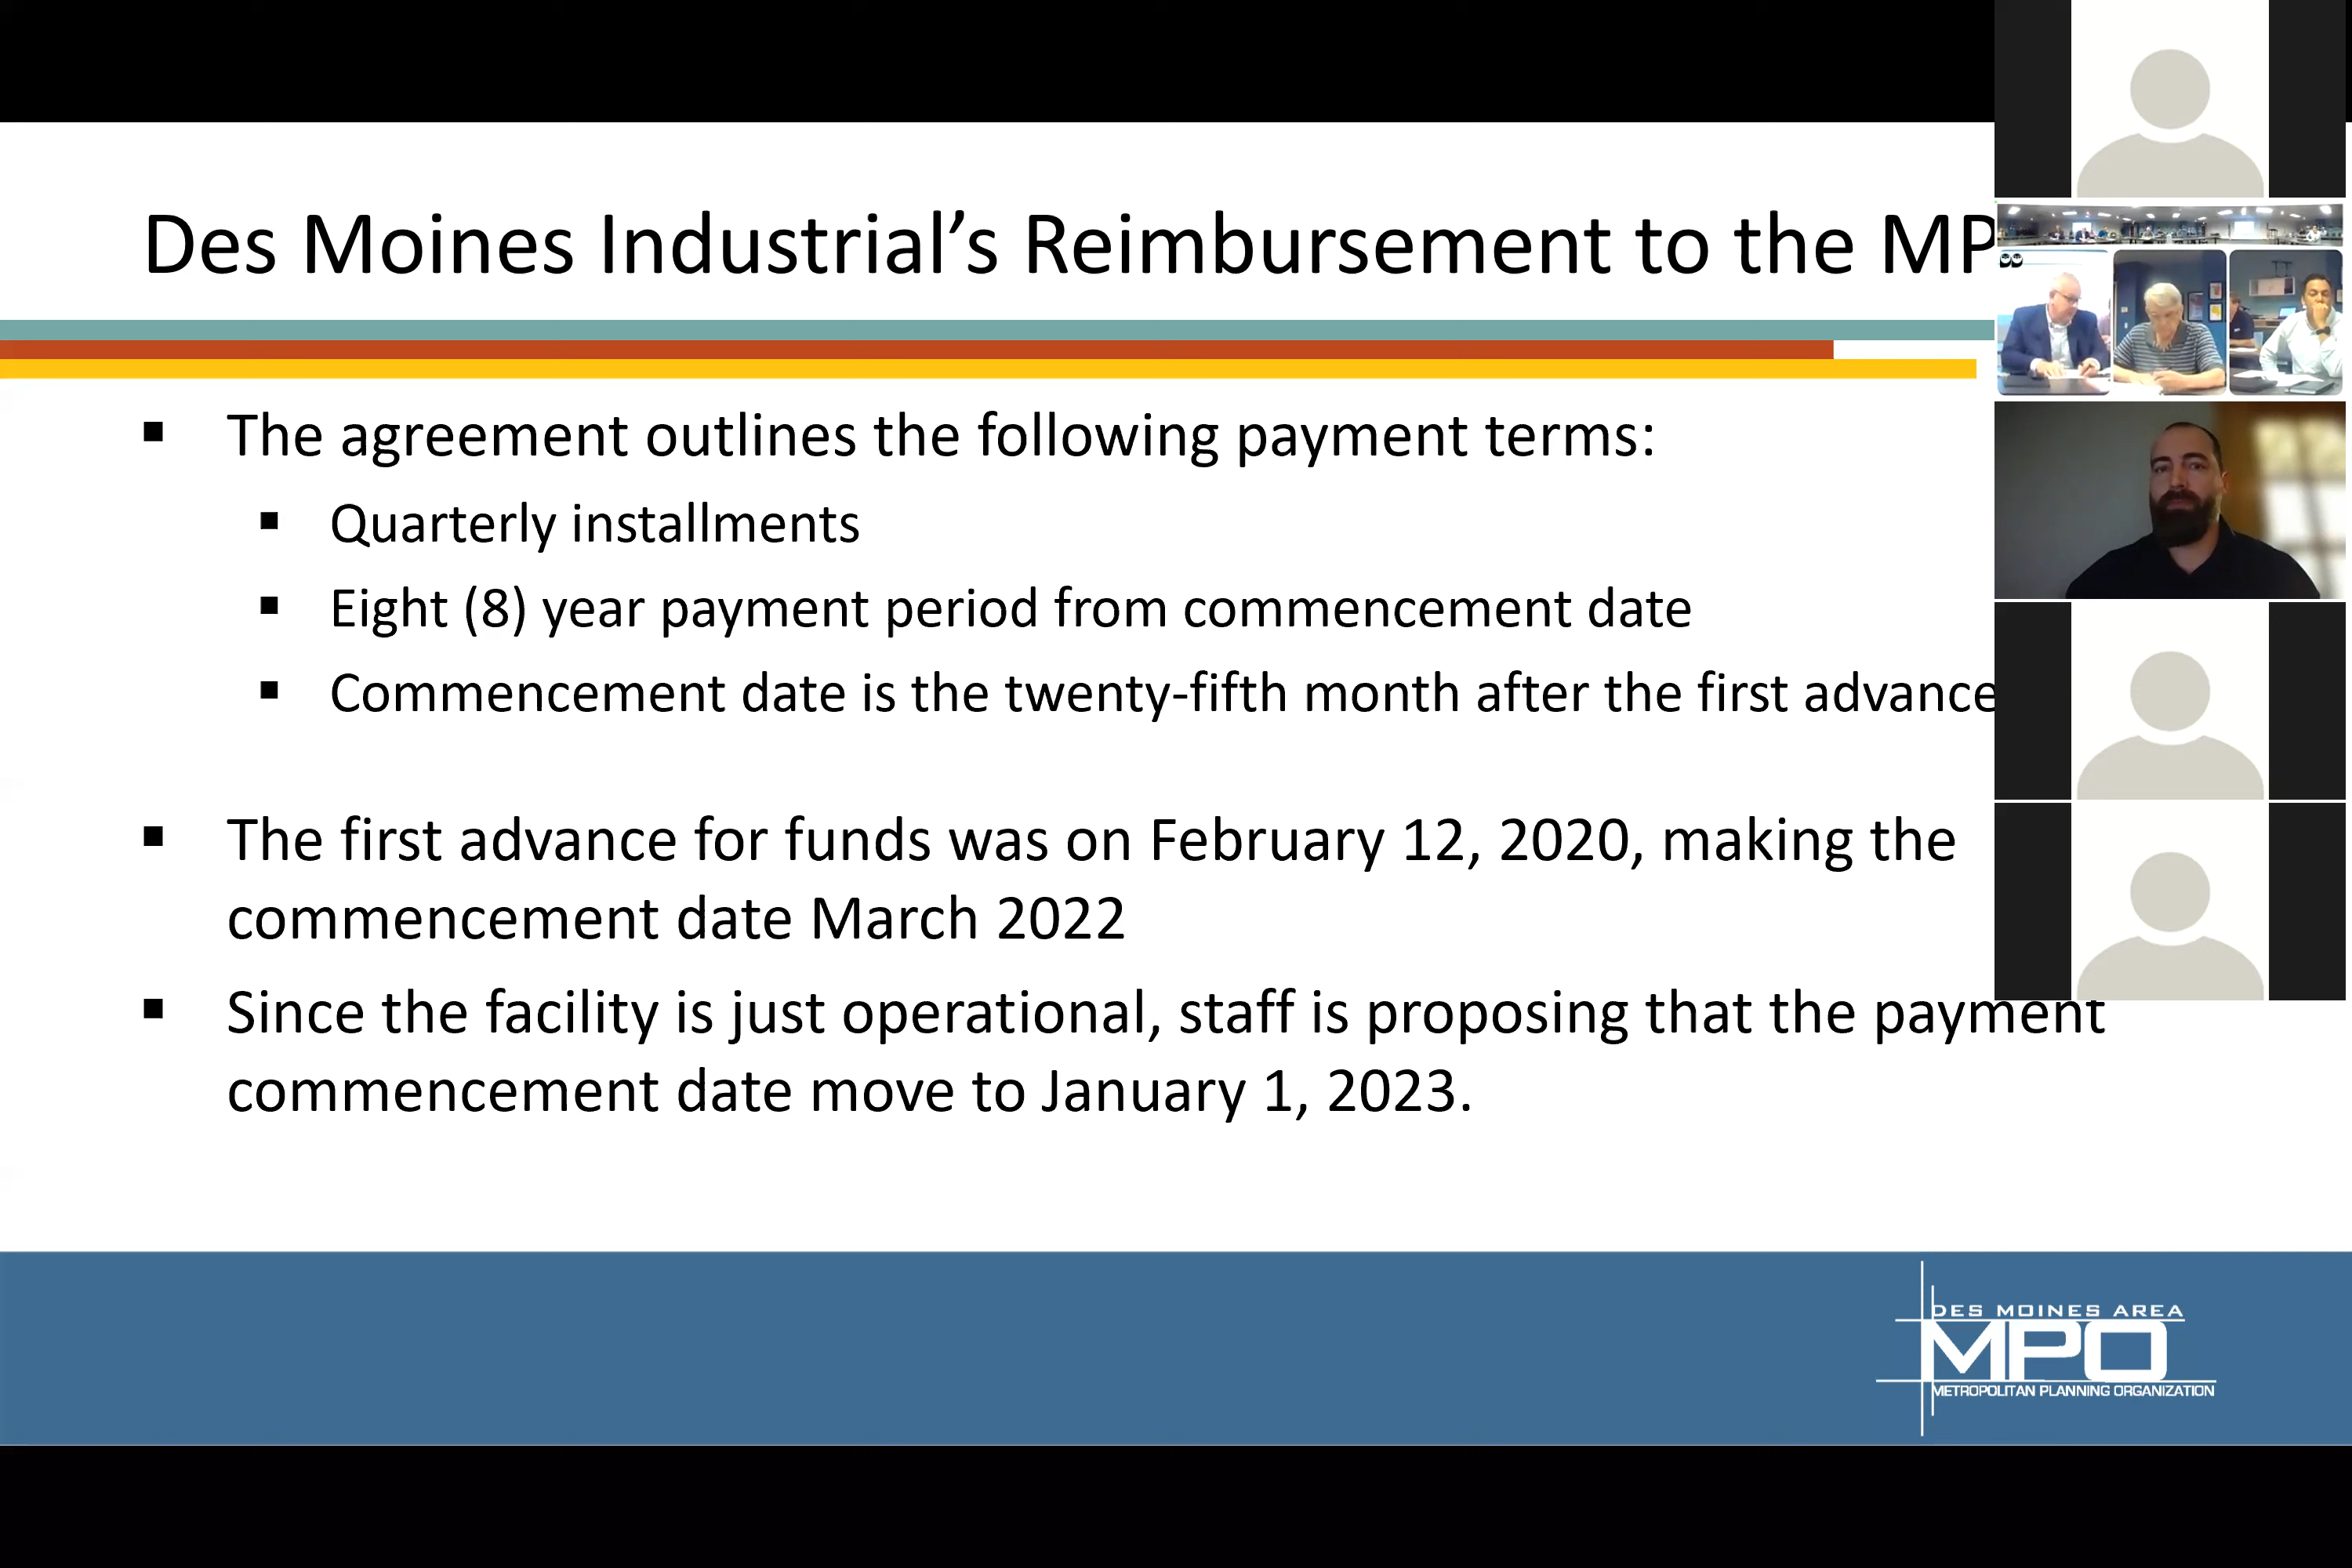 Des Moines Industrial’s Reimbursement to the MP
▪ The agreement outlines the following payment terms:
▪ Quarterly installments
▪ Eight (8) year payment period from commencement date
▪ Commencement date is the twenty-fifth month after the first advance
▪ The first advance for funds was on February 12, 2020, making the
commencement date March 2022
▪ Since the facility is just operational, staff is proposing that the payment
commencement date move to January 1, 2023.
DES MOINES AREA
MPO
METROPOLITAN PLANNING ORGANIZATION